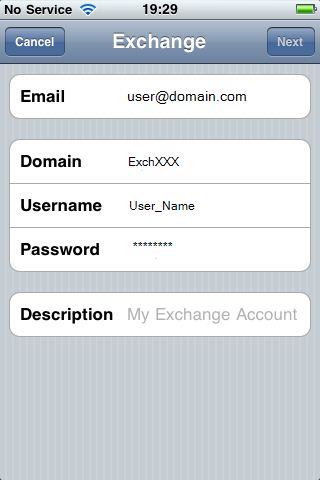 No Service 19:29
Cancel Exchange Next
Email user@domain.com
Domain ExchXXX
Username User_Name
Password ********
Description My Exchange Account